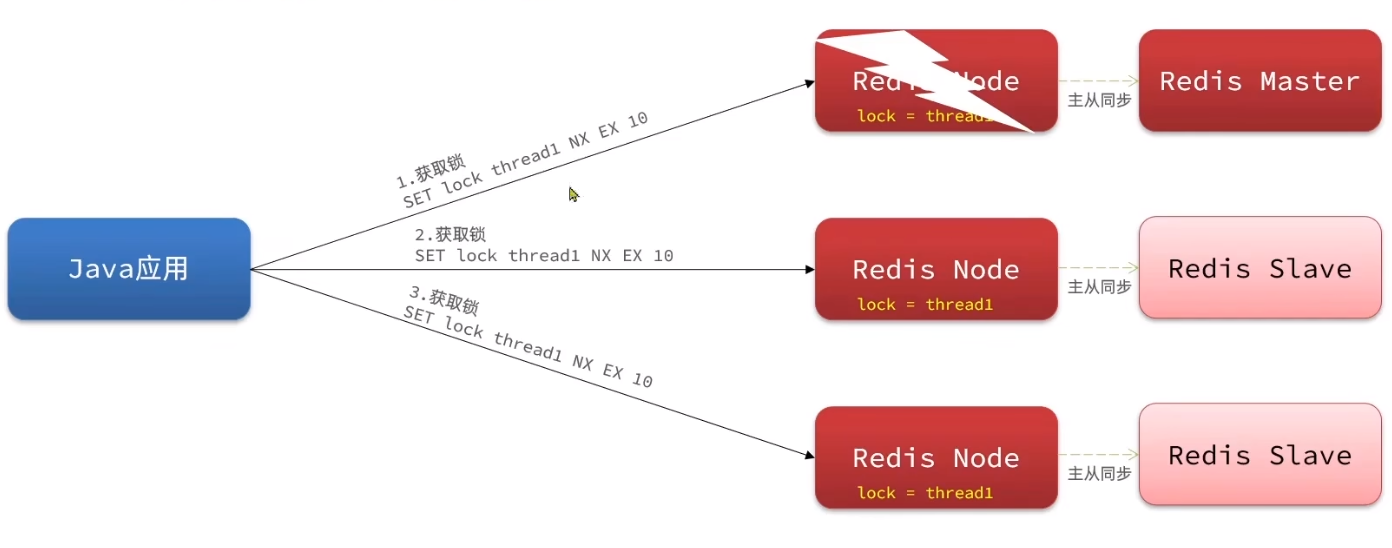 Redis Node
lock = thread1
主从同步
Redis Master
1.获取锁
SET lock thread1 NX EX 10
Java应用
2.获取锁
SET lock thread1 NX EX 10
Redis Node
lock = thread1
主从同步
Redis Slave
3.获取锁
SET lock thread1 NX EX 10
Redis Node
lock = thread1
主从同步
Redis Slave